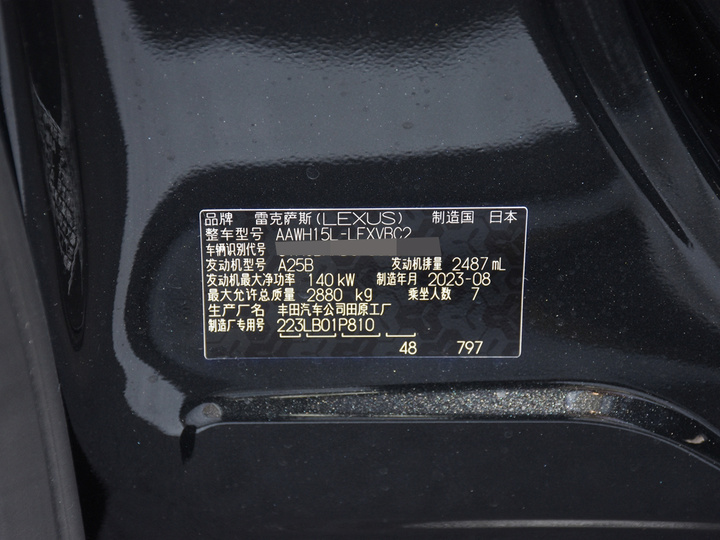 品牌 雷克萨斯(LEXUS) 制造国 日本
整车型号 AAWH15L-LFXVBC2
车辆识别代号
发动机型号 A25B 发动机排量 2487 mL
发动机最大净功率 140 kW 制造年月 2023-08
最大允许总质量 2880 kg 乘坐人数 7
生产厂名 丰田汽车公司田原工厂
制造厂专用号 223LB01P810
48 797